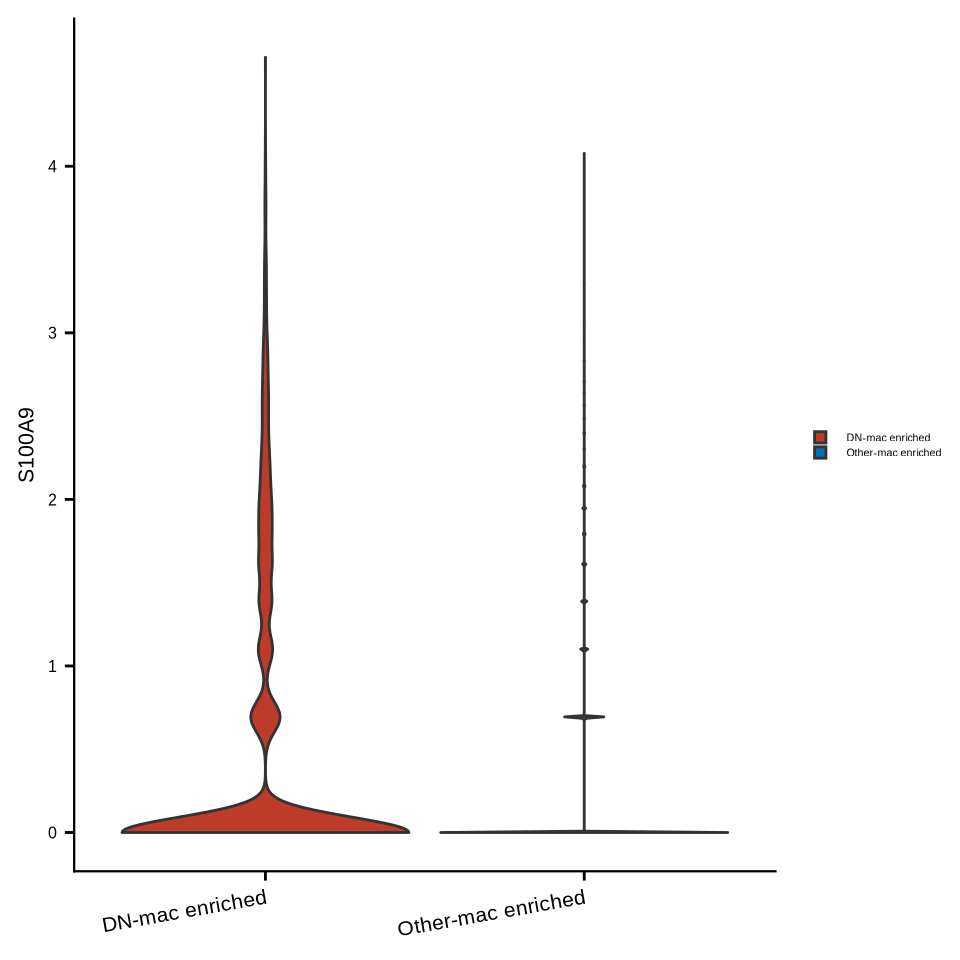 S100A9
4
3
2
1
0
DN-mac enriched
Other-mac enriched
DN-mac enriched
Other-mac enriched